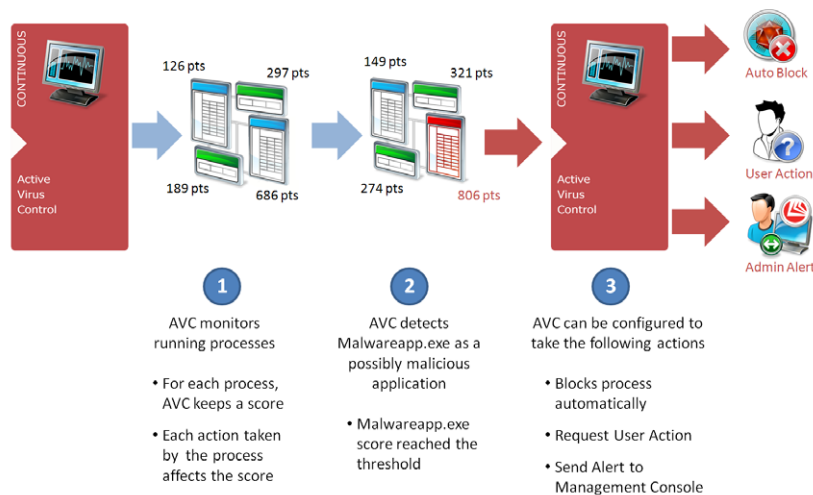 CONTINUOUS
Active
Virus
Control
126 pts
297 pts
189 pts
686 pts
149 pts
321 pts
274 pts
806 pts
CONTINUOUS
Active
Virus
Control
Auto Block
User Action
Admin Alert
1
AVC monitors
running processes
• For each process,
AVC keeps a score
• Each action taken
by the process
affects the score
2
AVC detects
Malwareapp.exe as a
possibly malicious
application
• Malwareapp.exe
score reached the
threshold
3
AVC can be configured to
take the following actions
• Blocks process
automatically
• Request User Action
• Send Alert to
Management Console